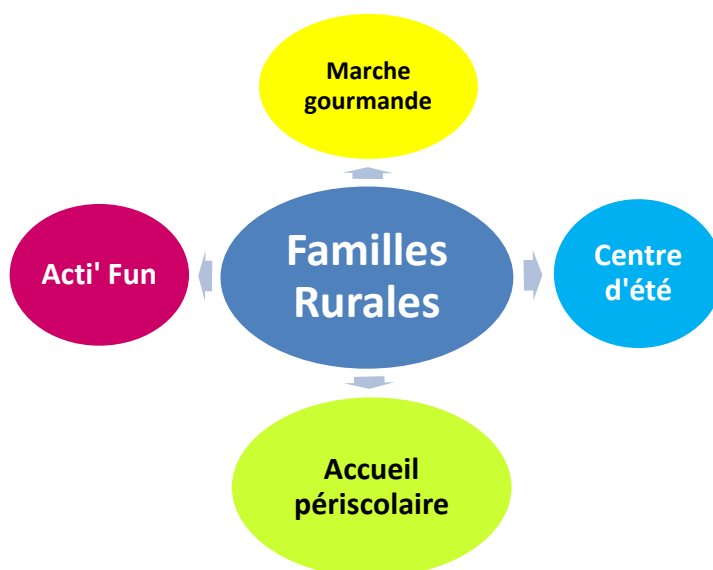 Marche
gourmande
Acti' Fun
Familles
Rurales
Centre
d'été
Accueil
périscolaire